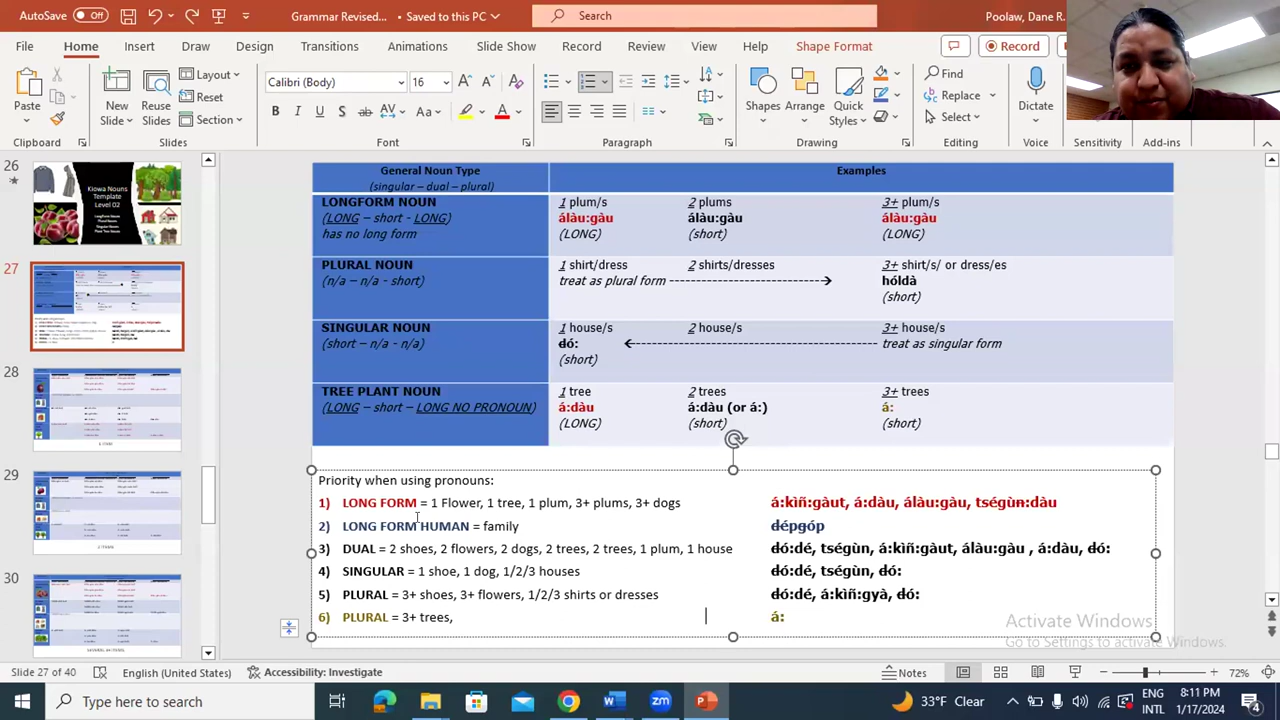 AutoSave Off Grammar Revised... • Saved to this PC Search Poolaw, Dane R.
File Home Insert Draw Design Transitions Animations Slide Show Record Review View Help Shape Format Record
Paste New Slide Reuse Slides Layout Reset Section Calibri (Body) 16 Shapes Arrange Quick Styles Find Replace Select Dictate
Clipboard Slides Font Paragraph Drawing Editing Voice Sensitivity Add-ins
26
Kiowa Nouns
Template
Level 02
27
28
29
30
General Noun Type Examples
(singular – dual – plural)
LONGFORM NOUN 1 plum/s 2 plums 3+ plum/s
(LONG – short - LONG) álàu:gàu álàu:gàu álàu:gàu
has no long form (LONG) (short) (LONG)
PLURAL NOUN 1 shirt/dress 2 shirts/dresses 3+ shirt/s/ or dress/es
(n/a – n/a - short) treat as plural form ----------------------------→ hóldà
(short)
SINGULAR NOUN 1 house/s 2 house/s 3+ house/s
(short – n/a - n/a) d̶ó: ←------------------------------------------- treat as singular form
(short)
TREE PLANT NOUN 1 tree 2 trees 3+ trees
(LONG – short – LONG NO PRONOUN) á:dàu á:dàu (or á:) á:
(LONG) (short) (short)
Priority when using pronouns:
1) LONG FORM = 1 Flower, 1 tree, 1 plum, 3+ plums, 3+ dogs á:kı̀ñ:gàut, á:dàu, álàu:gàu, tségùn̶:dàu
2) LONG FORM HUMAN = family d̶épg̶óp
3) DUAL = 2 shoes, 2 flowers, 2 dogs, 2 trees, 2 trees, 1 plum, 1 house d̶ó:dé, tségùn, á:kìñ:gàut, álàu:gàu , á:dàu, d̶ó:
4) SINGULAR = 1 shoe, 1 dog, 1/2/3 houses d̶ó:dé, tségùn, d̶ó:
5) PLURAL = 3+ shoes, 3+ flowers, 1/2/3 shirts or dresses d̶ó:dé, á:kìñ:gyà, d̶ó:
6) PLURAL = 3+ trees, á:
Activate Windows
Go to Settings to activate Windows.
Slide 27 of 40 English (United States) Accessibility: Investigate Notes 72%
Type here to search 33°F Clear ENG INTL 8:11 PM 1/17/2024 4